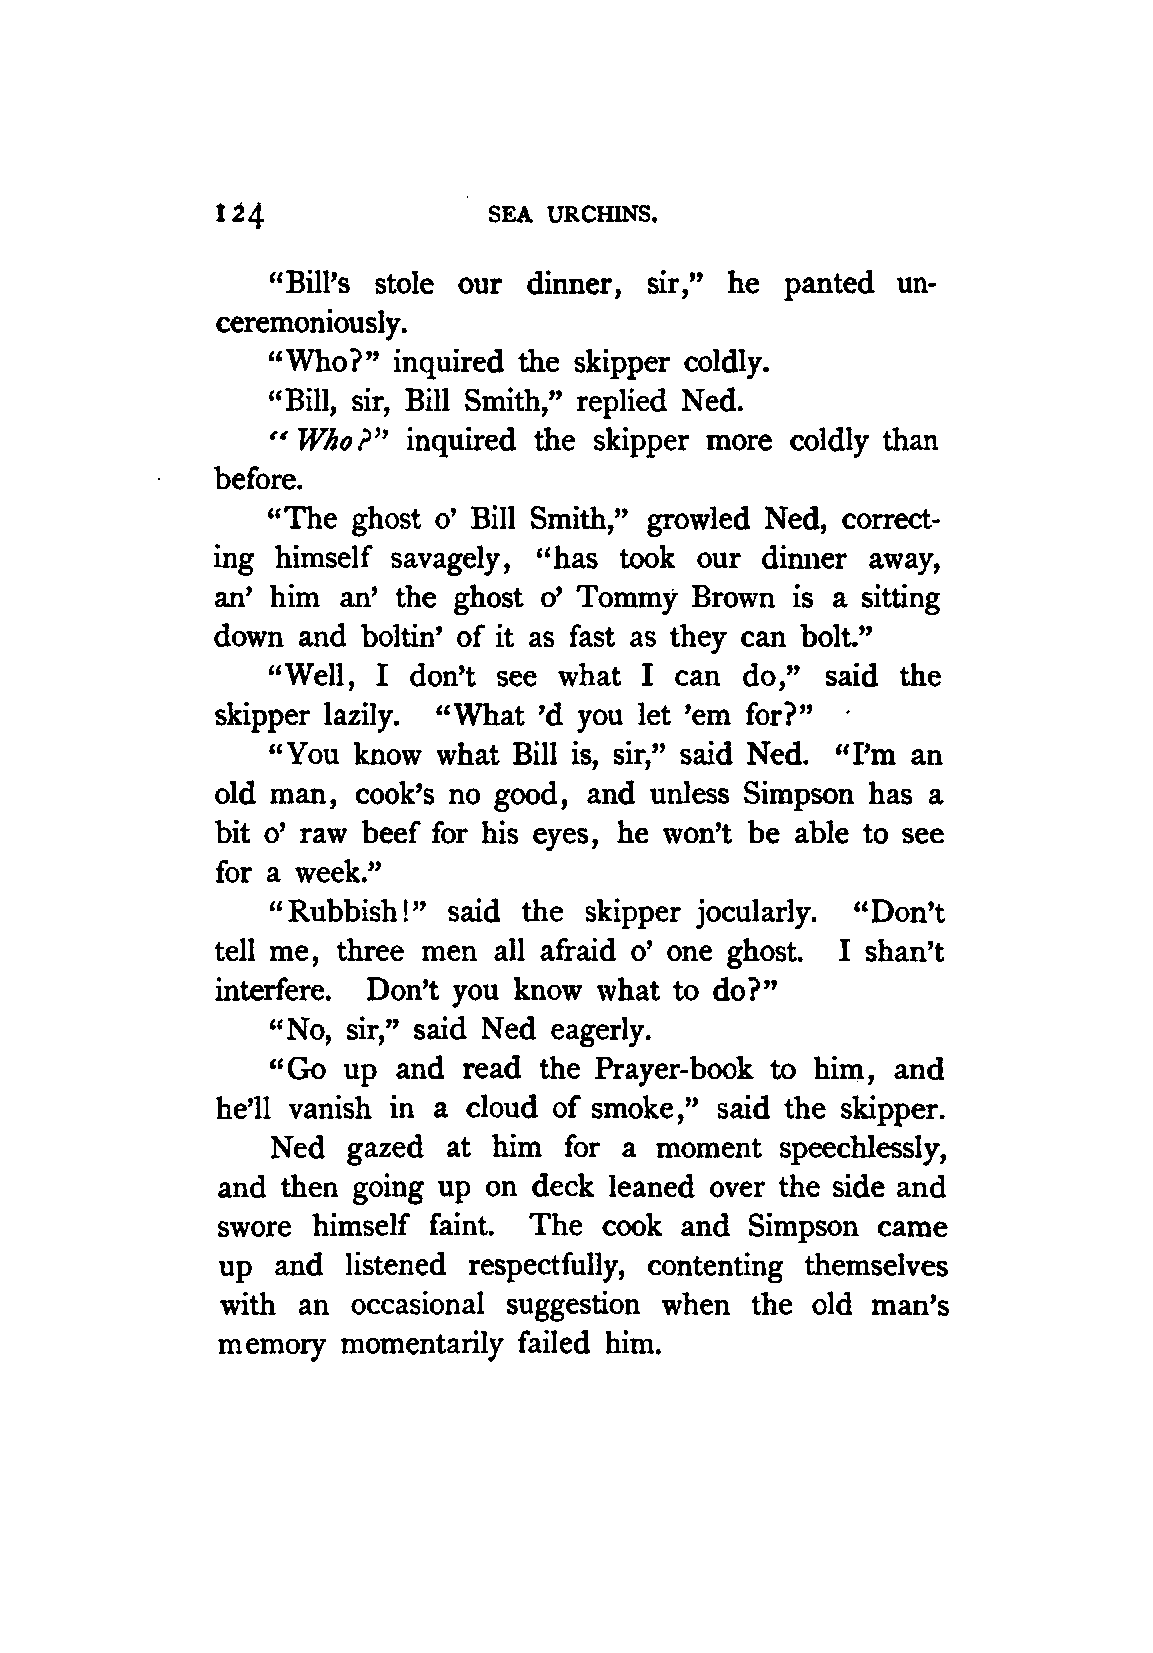 124 SEA URCHINS.
“Bill’s stole our dinner, sir,” he panted un-
ceremoniously.
“Who?” inquired the skipper coldly.
“Bill, sir, Bill Smith,” replied Ned.
“Who?” inquired the skipper more coldly than
before.
“The ghost o’ Bill Smith,” growled Ned, correct-
ing himself savagely, “has took our dinner away,
an’ him an’ the ghost o’ Tommy Brown is a sitting
down and boltin’ of it as fast as they can bolt.”
“Well, I don’t see what I can do,” said the
skipper lazily. “What ’d you let ’em for?”
“You know what Bill is, sir,” said Ned. “I’m an
old man, cook’s no good, and unless Simpson has a
bit o’ raw beef for his eyes, he won’t be able to see
for a week.”
“Rubbish!” said the skipper jocularly. “Don’t
tell me, three men all afraid o’ one ghost. I shan’t
interfere. Don’t you know what to do?”
“No, sir,” said Ned eagerly.
“Go up and read the Prayer-book to him, and
he’ll vanish in a cloud of smoke,” said the skipper.
Ned gazed at him for a moment speechlessly,
and then going up on deck leaned over the side and
swore himself faint. The cook and Simpson came
up and listened respectfully, contenting themselves
with an occasional suggestion when the old man’s
memory momentarily failed him.